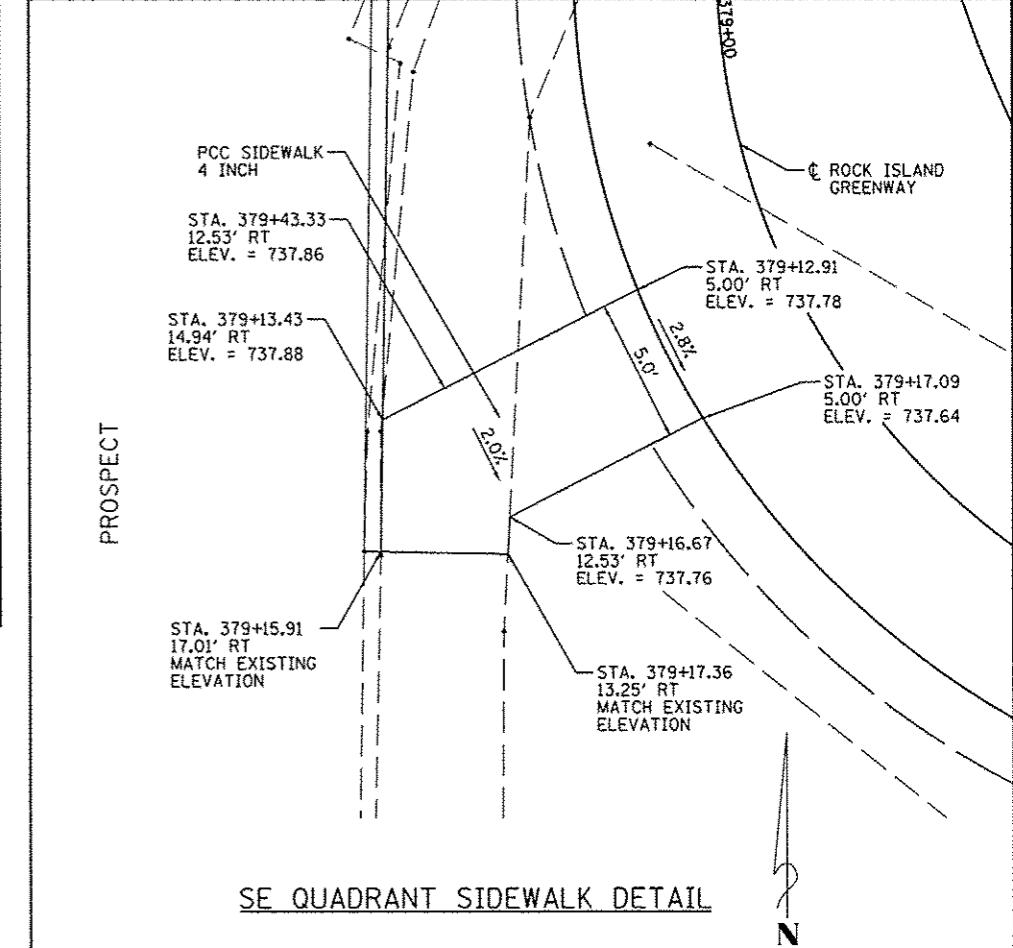 379+00
PCC SIDEWALK
4 INCH
℄ ROCK ISLAND
GREENWAY
STA. 379+43.33
12.53' RT
ELEV. = 737.86
STA. 379+12.91
5.00' RT
ELEV. = 737.78
STA. 379+13.43
14.94' RT
ELEV. = 737.88
2.8%
5.0'
STA. 379+17.09
5.00' RT
ELEV. = 737.64
2.0%
PROSPECT
STA. 379+16.67
12.53' RT
ELEV. = 737.76
STA. 379+15.91
17.01' RT
MATCH EXISTING
ELEVATION
STA. 379+17.36
13.25' RT
MATCH EXISTING
ELEVATION
SE QUADRANT SIDEWALK DETAIL
N